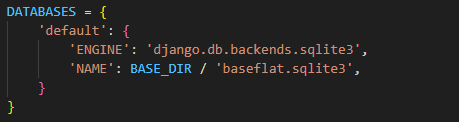 DATABASES = {
    'default': {
        'ENGINE': 'django.db.backends.sqlite3',
        'NAME': BASE_DIR / 'baseflat.sqlite3',
    }
}